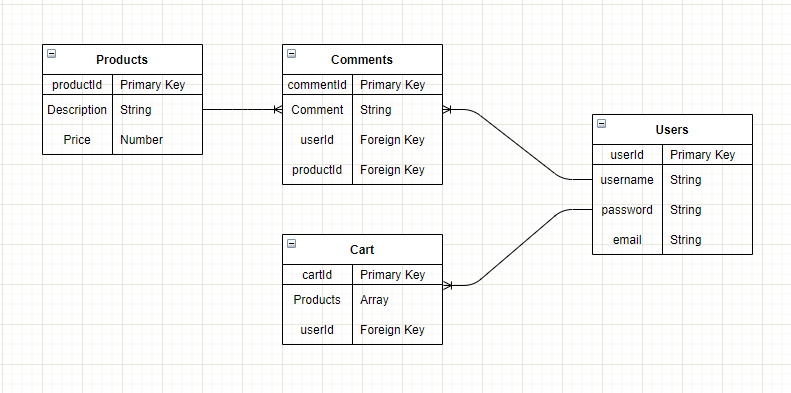 Products
productId Primary Key
Description String
Price Number
Comments
commentId Primary Key
Comment String
userId Foreign Key
productId Foreign Key
Users
userId Primary Key
username String
password String
email String
Cart
cartId Primary Key
Products Array
userId Foreign Key